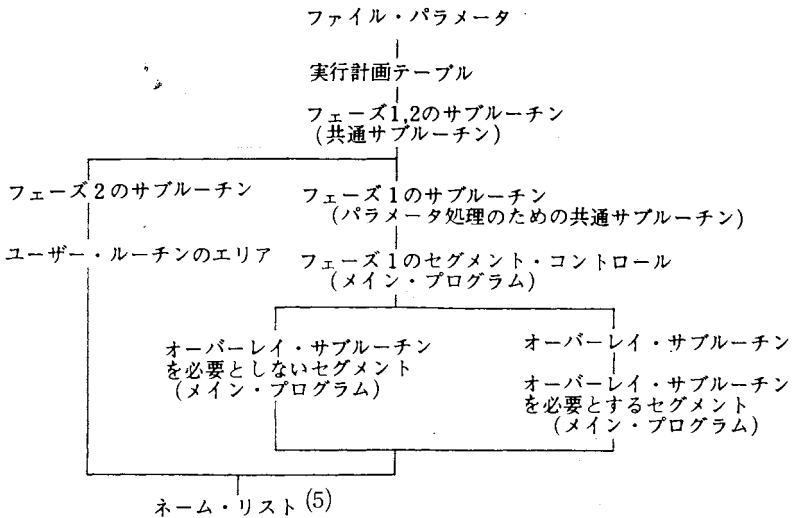 ファイル・パラメータ
実行計画テーブル
フェーズ1,2のサブルーチン
(共通サブルーチン)
フェーズ2のサブルーチン
フェーズ1のサブルーチン
(パラメータ処理のための共通サブルーチン)
ユーザー・ルーチンのエリア
フェーズ1のセグメント・コントロール
(メイン・プログラム)
オーバーレイ・サブルーチン
を必要としないセグメント
(メイン・プログラム)
オーバーレイ・サブルーチン
オーバーレイ・サブルーチン
を必要とするセグメント
(メイン・プログラム)
ネーム・リスト(5)